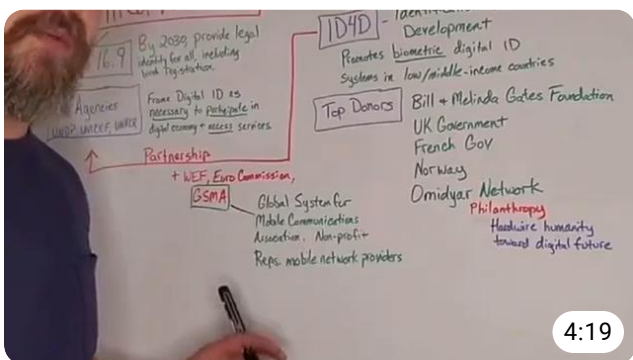 16.9
By 2030, provide legal
identity for all, including
birth registration.
Agencies
UNDP, UNICEF, UNHCR
Frame Digital ID as
necessary to participate in
digital economy + access services
Partnership
+ WEF, Euro Commission,
GSMA
Global System for
Mobile Communications
Association. Non-profit
Reps. mobile network providers
ID4D -
Development
Promotes biometric digital ID
systems in low/middle-income countries
Top Donors
Bill + Melinda Gates Foundation
UK Government
French Gov
Norway
Omidyar Network
Philanthropy
Hardwire humanity
toward digital future
4:19